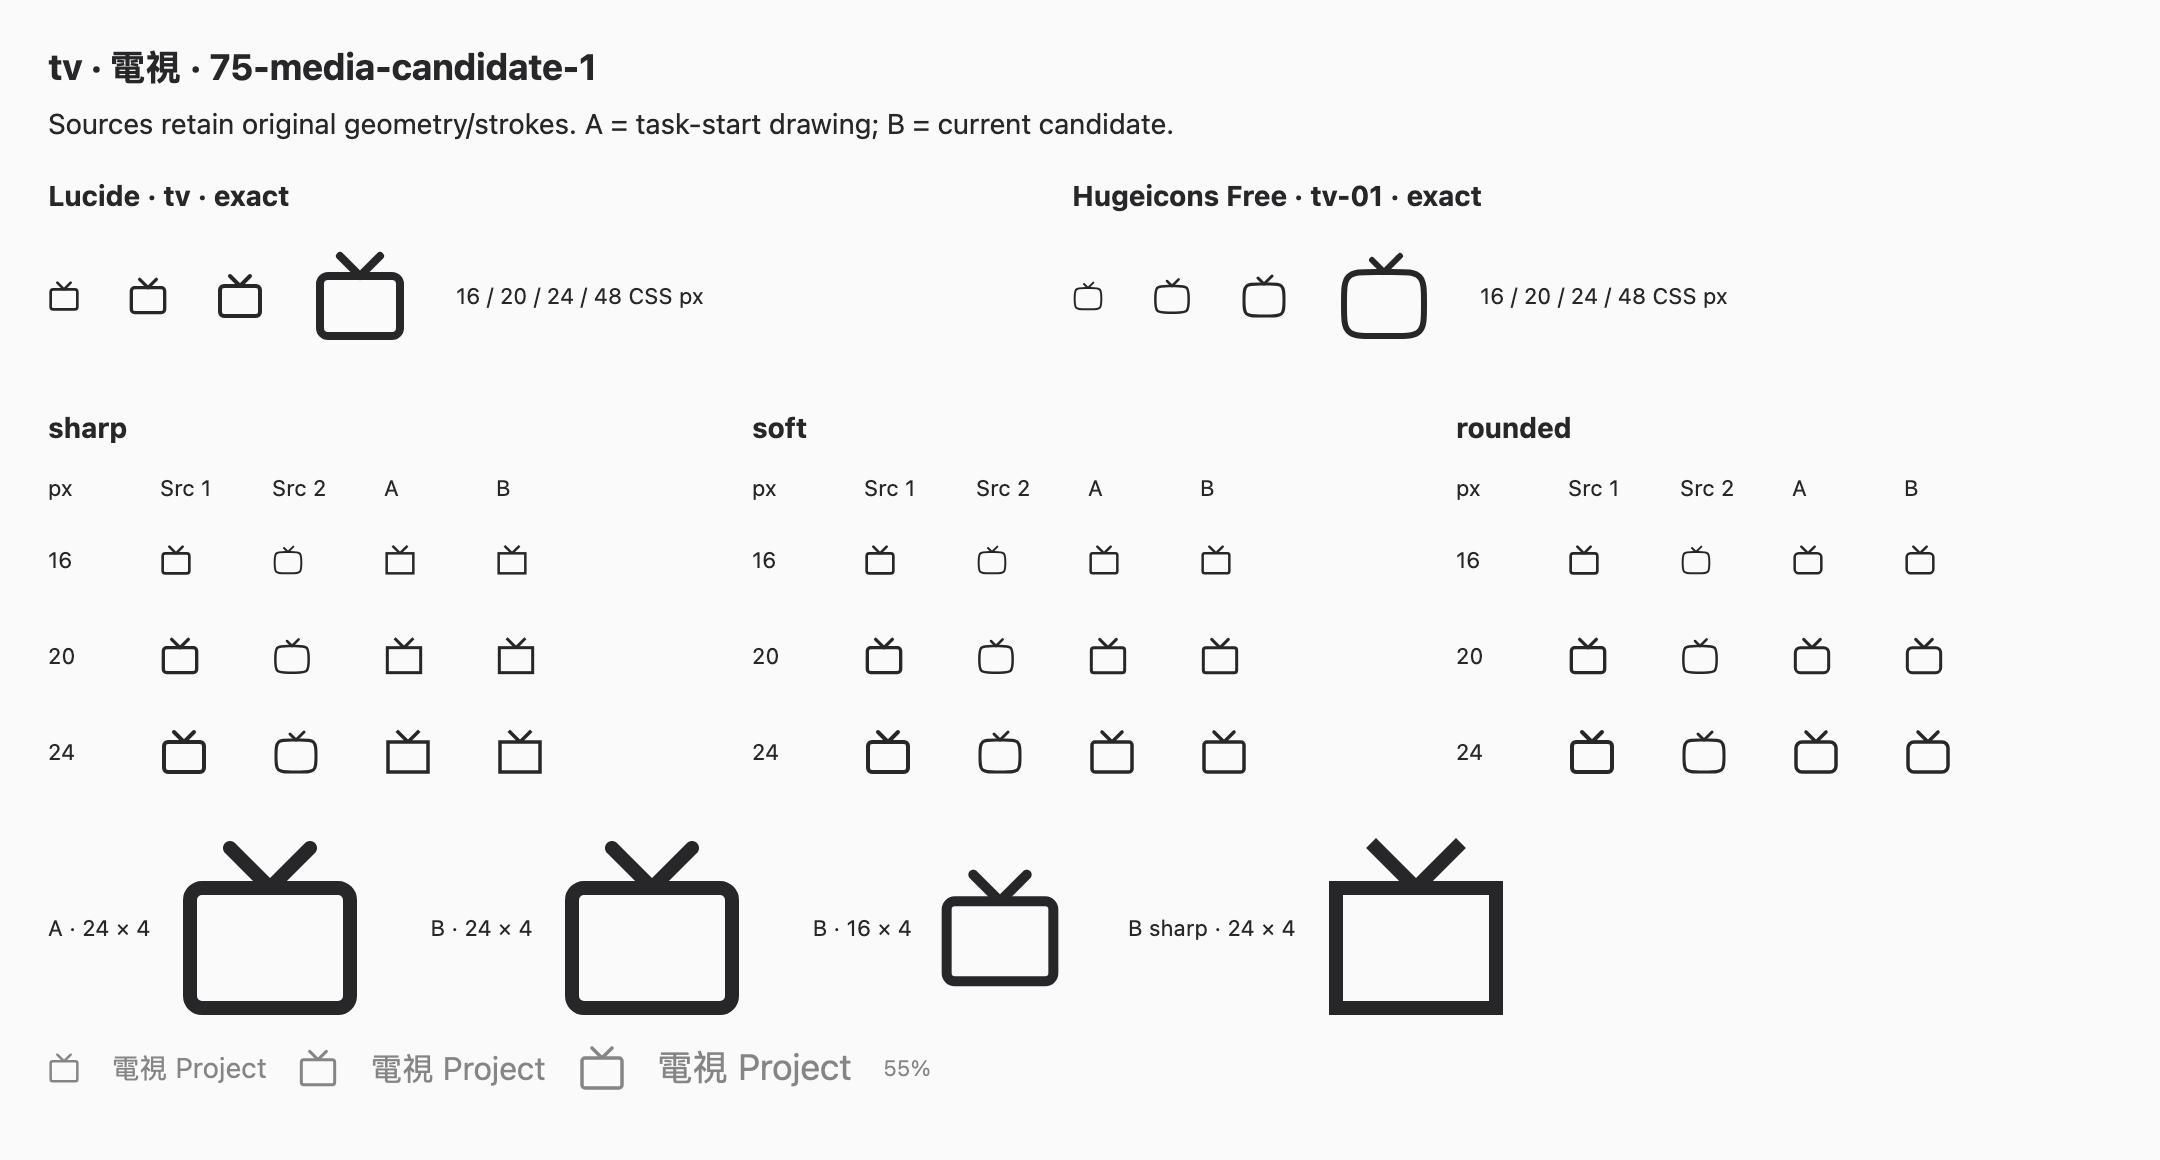 tv · 電視 · 75-media-candidate-1
Sources retain original geometry/strokes. A = task-start drawing; B = current candidate.
Lucide · tv · exact
16 / 20 / 24 / 48 CSS px
Hugeicons Free · tv-01 · exact
16 / 20 / 24 / 48 CSS px
sharp
px Src 1 Src 2 A B
16
20
24
soft
px Src 1 Src 2 A B
16
20
24
rounded
px Src 1 Src 2 A B
16
20
24
A · 24 × 4
B · 24 × 4
B · 16 × 4
B sharp · 24 × 4
電視 Project 電視 Project 電視 Project 55%